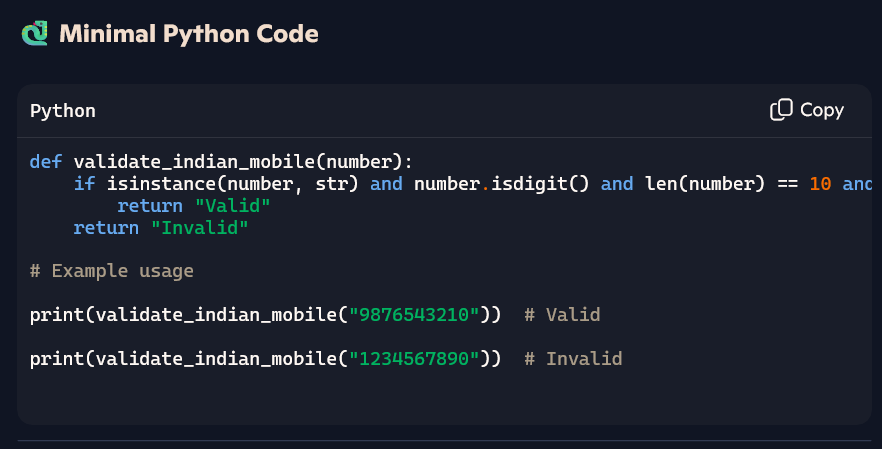 Minimal Python Code
Python
Copy
def validate_indian_mobile(number):
    if isinstance(number, str) and number.isdigit() and len(number) == 10 and
        return "Valid"
    return "Invalid"
# Example usage
print(validate_indian_mobile("9876543210"))  # Valid
print(validate_indian_mobile("1234567890"))  # Invalid